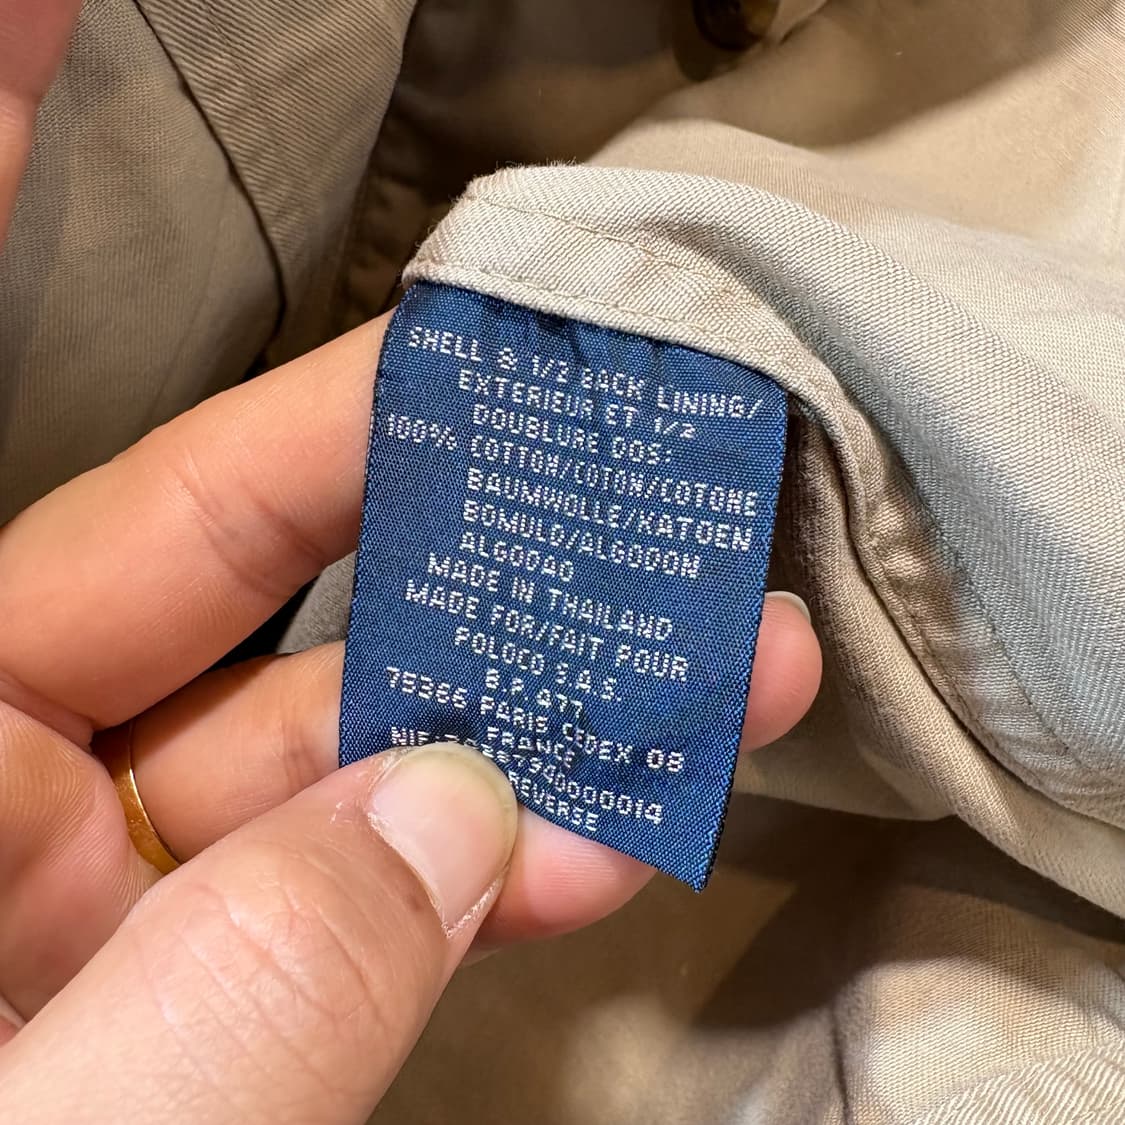 SHELL & 1/2 BACK LINING/
EXTERIEUR ET 1/2
DOUBLURE DOS:
100% COTTON/COTON/COTONE
BAUMWOLLE/KATOEN
BOMULD/ALGODON
ALGODAO
MADE IN THAILAND
MADE FOR/FAIT POUR
POLOCO S.A.S.
B.P. 477
75366 PARIS CEDEX 08
FRANCE
REVERSE